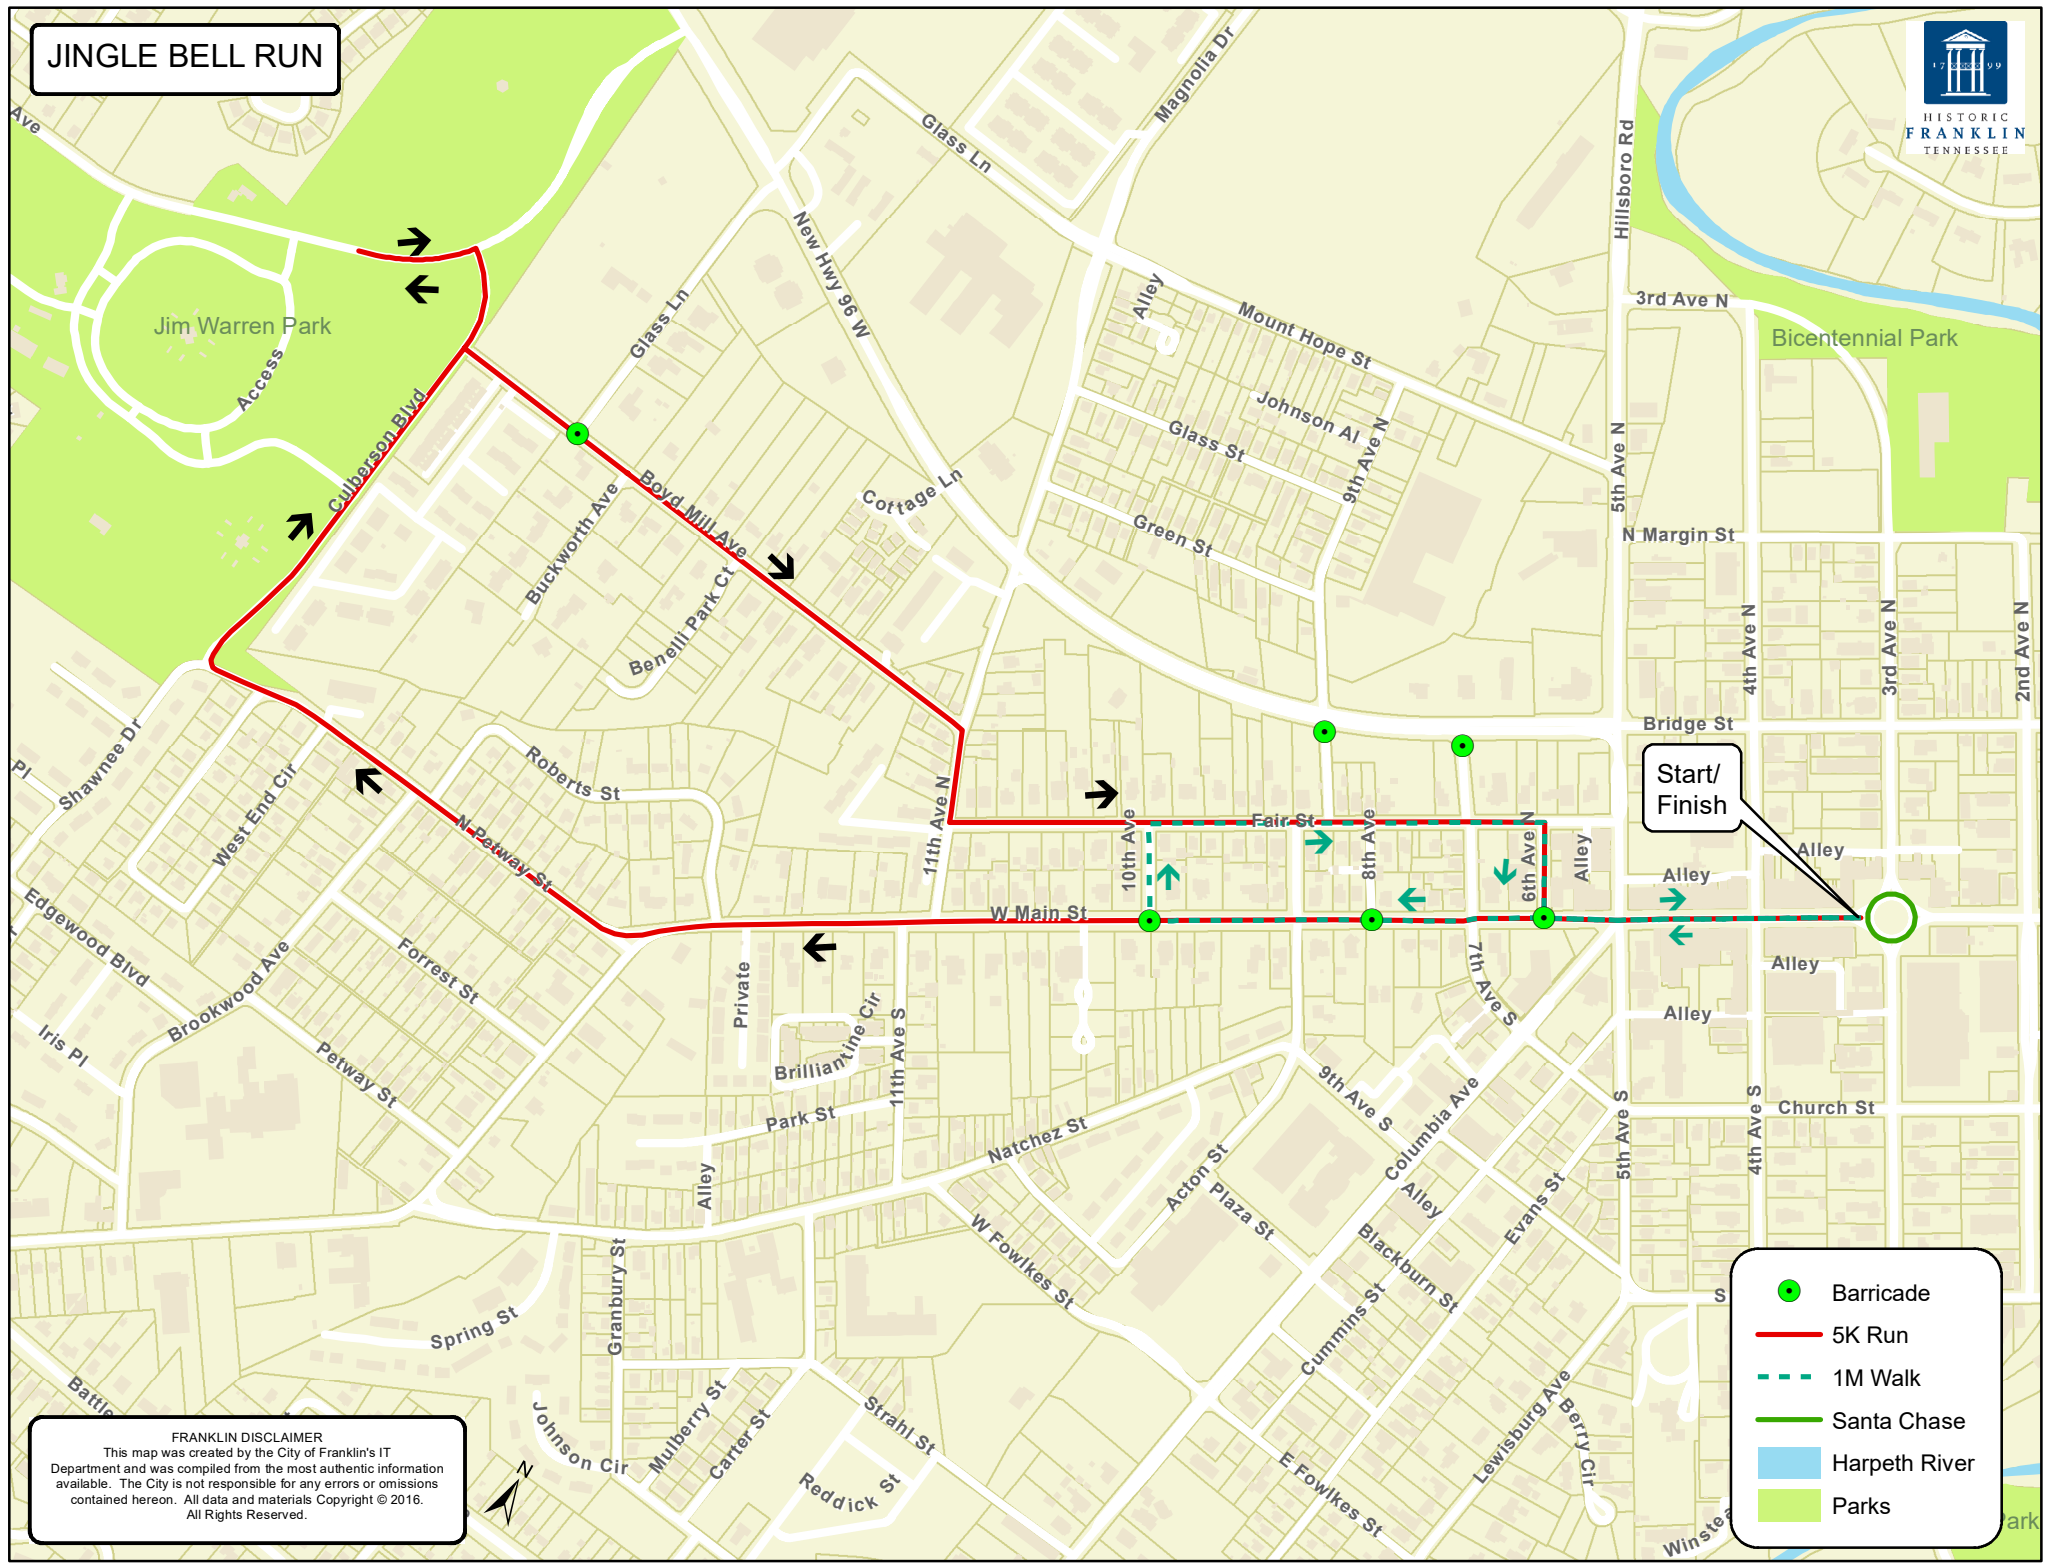 JINGLE BELL RUN
17 99
HISTORIC
FRANKLIN
TENNESSEE
Ave
Magnolia Dr
Glass Ln
Hillsboro Rd
New Hwy 96 W
Alley
3rd Ave N
Mount Hope St
Bicentennial Park
Jim Warren Park
Glass Ln
Access
Johnson Al
Culberson Blvd
Glass St
9th Ave N
5th Ave N
Boyd Mill Ave
Cottage Ln
Green St
N Margin St
Buckworth Ave
Benelli Park Ct
4th Ave N
3rd Ave N
2nd Ave N
Bridge St
Shawnee Dr
Pl
Roberts St
Start/
Finish
West End Cir
11th Ave N
10th Ave
Fair St
8th Ave
6th Ave N
Alley
Alley
Alley
N Petway St
W Main St
Edgewood Blvd
Brookwood Ave
Forrest St
Private
7th Ave S
Alley
Alley
Iris Pl
Petway St
Brilliantine Cir
11th Ave S
Park St
9th Ave S
Columbia Ave
Church St
5th Ave S
4th Ave S
Natchez St
Alley
Acton St
Plaza St
Alley
Evans St
W Fowlkes St
Blackburn St
Granbury St
Spring St
Cummins St
S
Battle
Johnson Cir
Mulberry St
Carter St
Strahl St
Reddick St
E Fowlkes St
Lewisburg Ave
Berry Cir
Winstea
ark
N
Barricade
5K Run
1M Walk
Santa Chase
Harpeth River
Parks
FRANKLIN DISCLAIMER
This map was created by the City of Franklin's IT
Department and was compiled from the most authentic information
available. The City is not responsible for any errors or omissions
contained hereon. All data and materials Copyright © 2016.
All Rights Reserved.